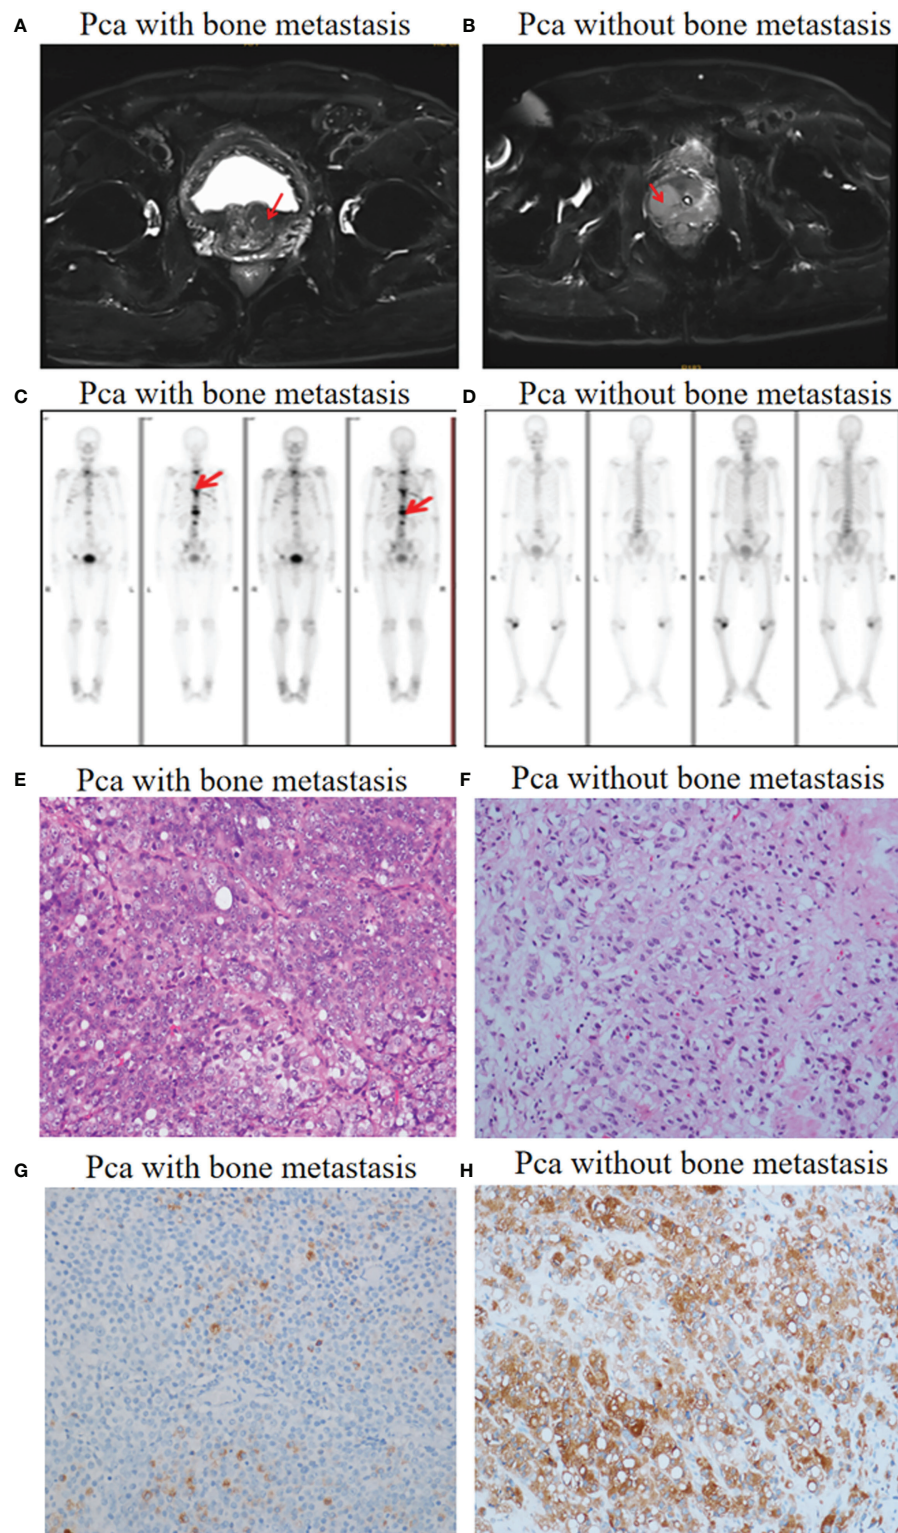 A Pca with bone metastasis
B Pca without bone metastasis
C Pca with bone metastasis
D Pca without bone metastasis
R L L R R L L R
R L L R R L L R
E Pca with bone metastasis
F Pca without bone metastasis
G Pca with bone metastasis
H Pca without bone metastasis